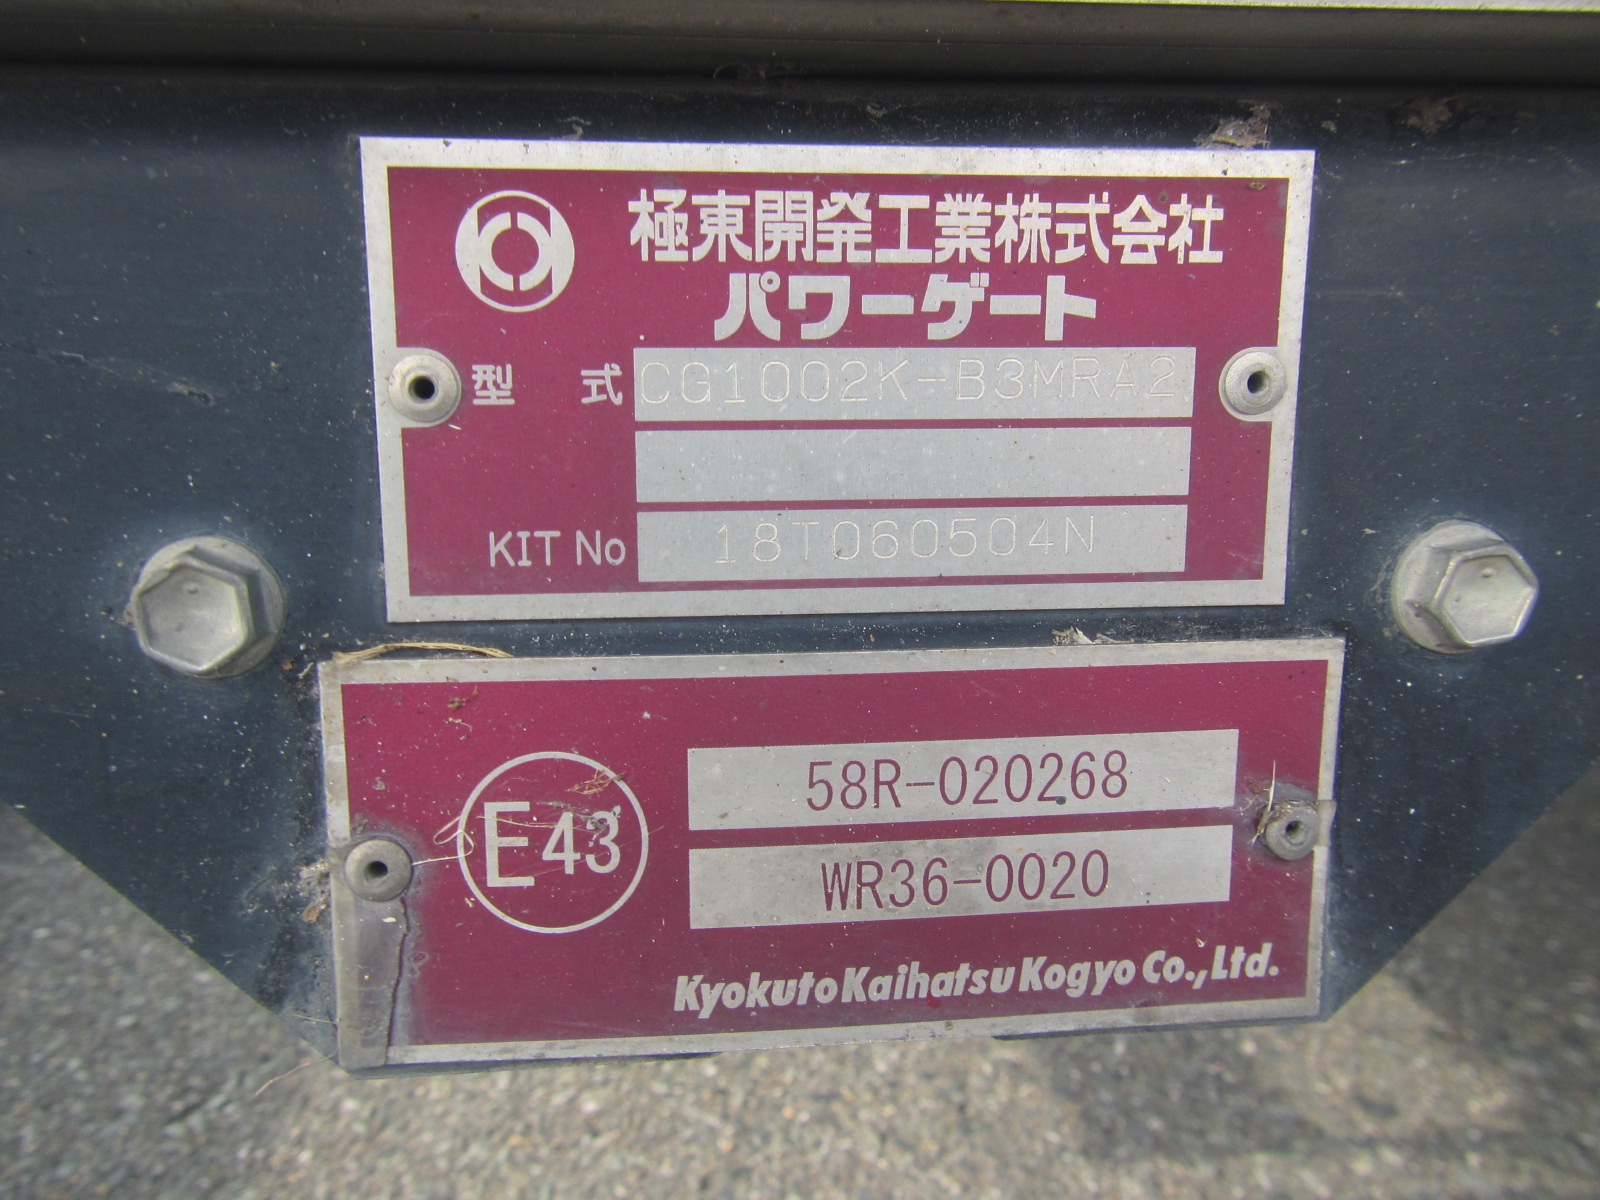 極東開発工業株式会社
パワーゲート
型 式 CG1002K-B3MRA2
KIT No 18T060504N
E43
58R-020268
WR36-0020
Kyokuto Kaihatsu Kogyo Co., Ltd.